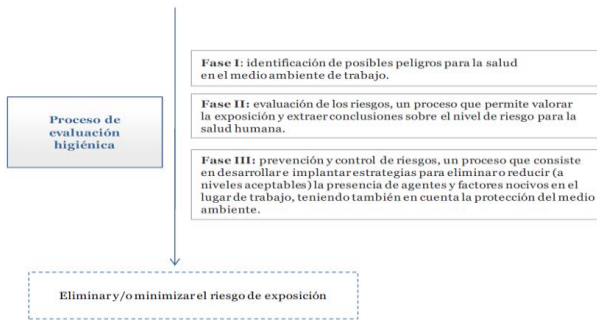 Proceso de
evaluación
higiénica
Fase I: identificación de posibles peligros para la salud
en el medio ambiente de trabajo.
Fase II: evaluación de los riesgos, un proceso que permite valorar
la exposición y extraer conclusiones sobre el nivel de riesgo para la
salud humana.
Fase III: prevención y control de riesgos, un proceso que consiste
en desarrollar e implantar estrategias para eliminar o reducir (a
niveles aceptables) la presencia de agentes y factores nocivos en el
lugar de trabajo, teniendo también en cuenta la protección del medio
ambiente.
Eliminar y/o minimizar el riesgo de exposición